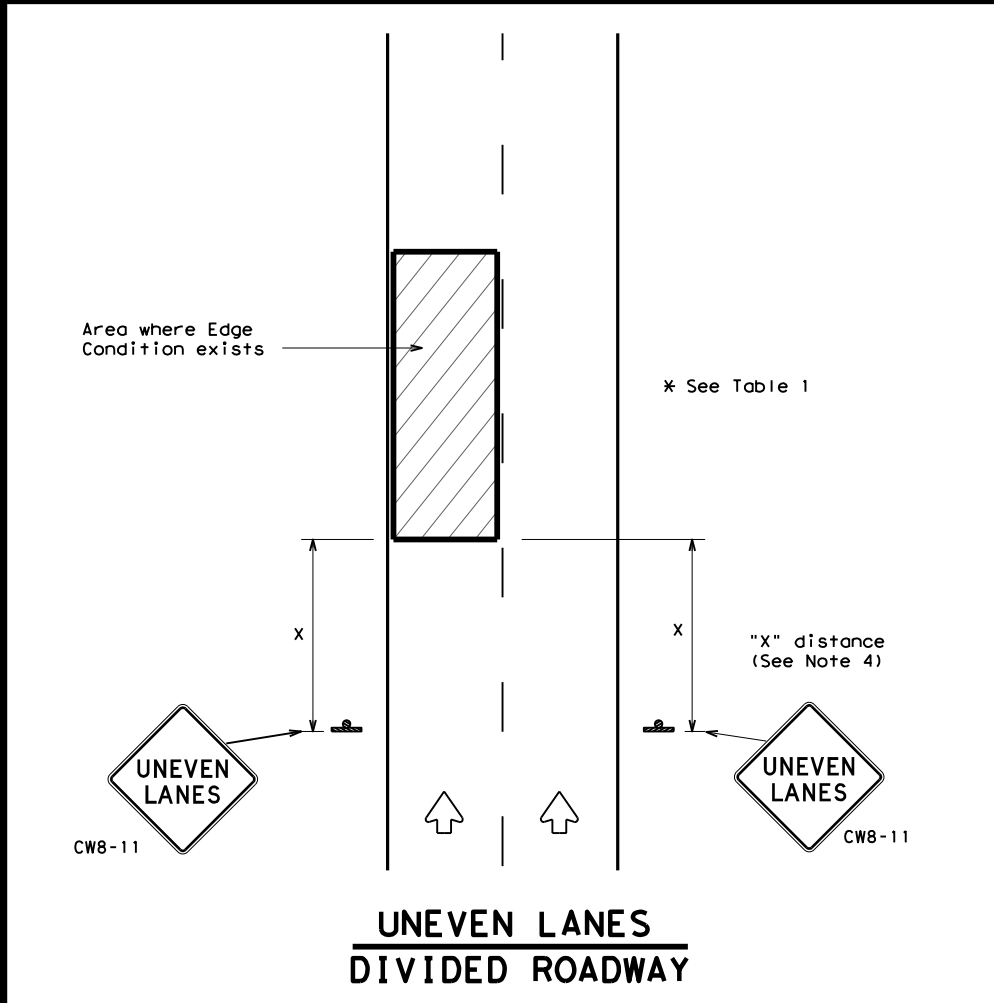 Area where Edge
Condition exists
* See Table 1
X
X
"X" distance
(See Note 4)
UNEVEN
LANES
CW8-11
UNEVEN
LANES
CW8-11
UNEVEN LANES
DIVIDED ROADWAY